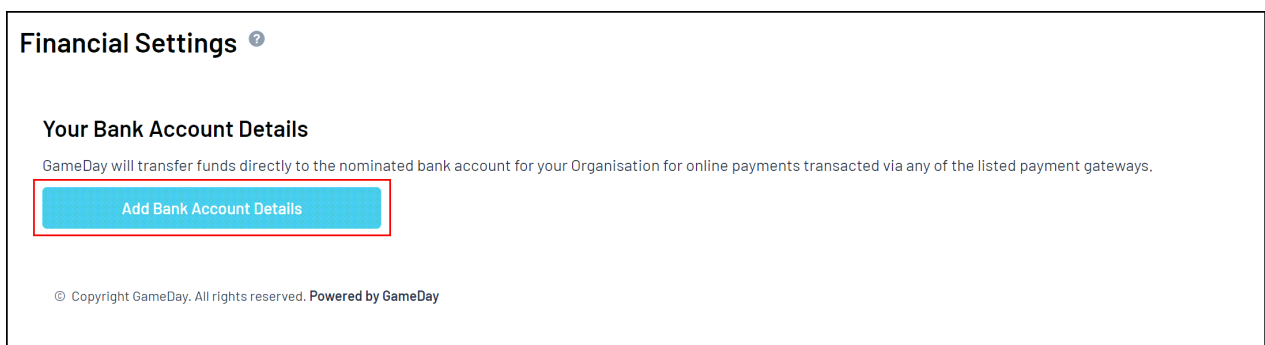 Financial Settings ?
Your Bank Account Details
GameDay will transfer funds directly to the nominated bank account for your Organisation for online payments transacted via any of the listed payment gateways.
Add Bank Account Details
© Copyright GameDay. All rights reserved. Powered by GameDay